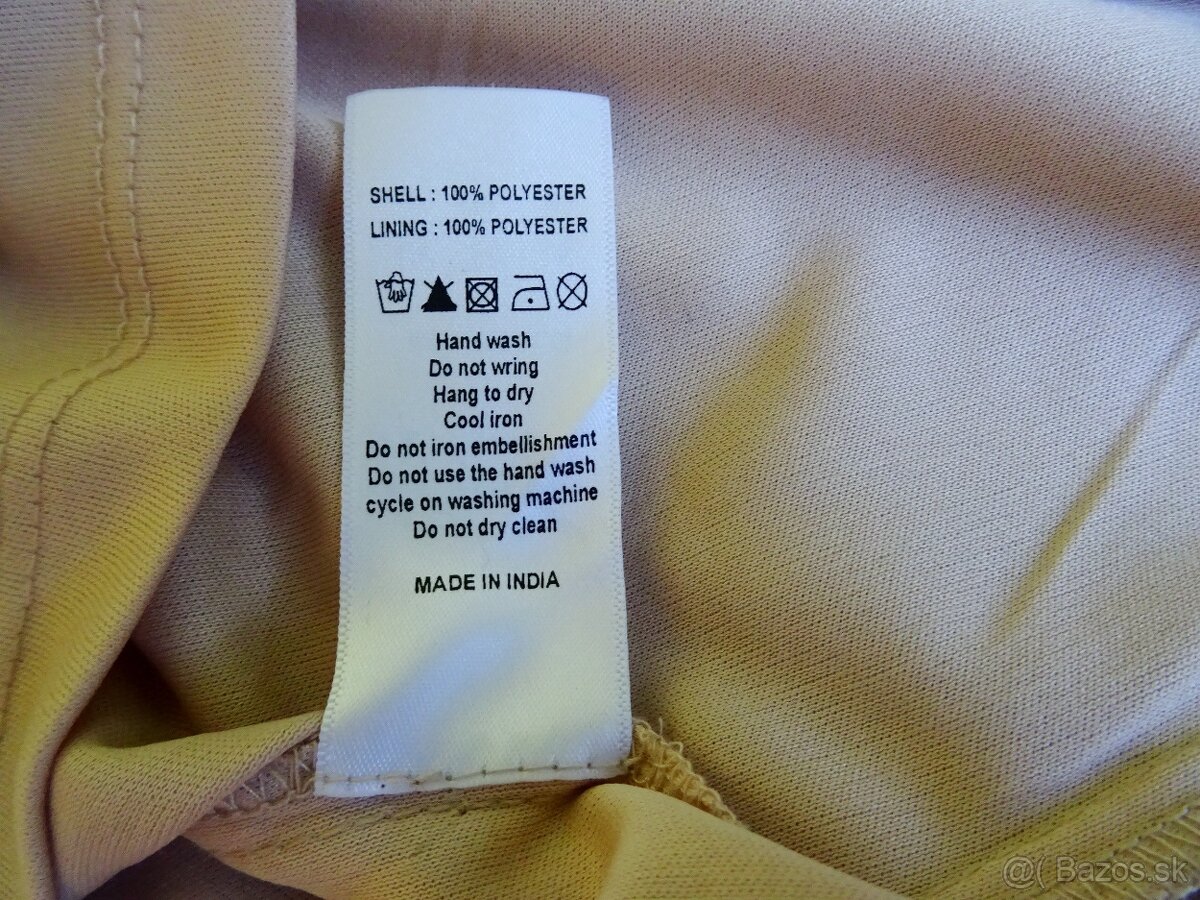 SHELL : 100% POLYESTER
LINING : 100% POLYESTER
Hand wash
Do not wring
Hang to dry
Cool iron
Do not iron embellishment
Do not use the hand wash
cycle on washing machine
Do not dry clean
MADE IN INDIA
@( Bazos.sk